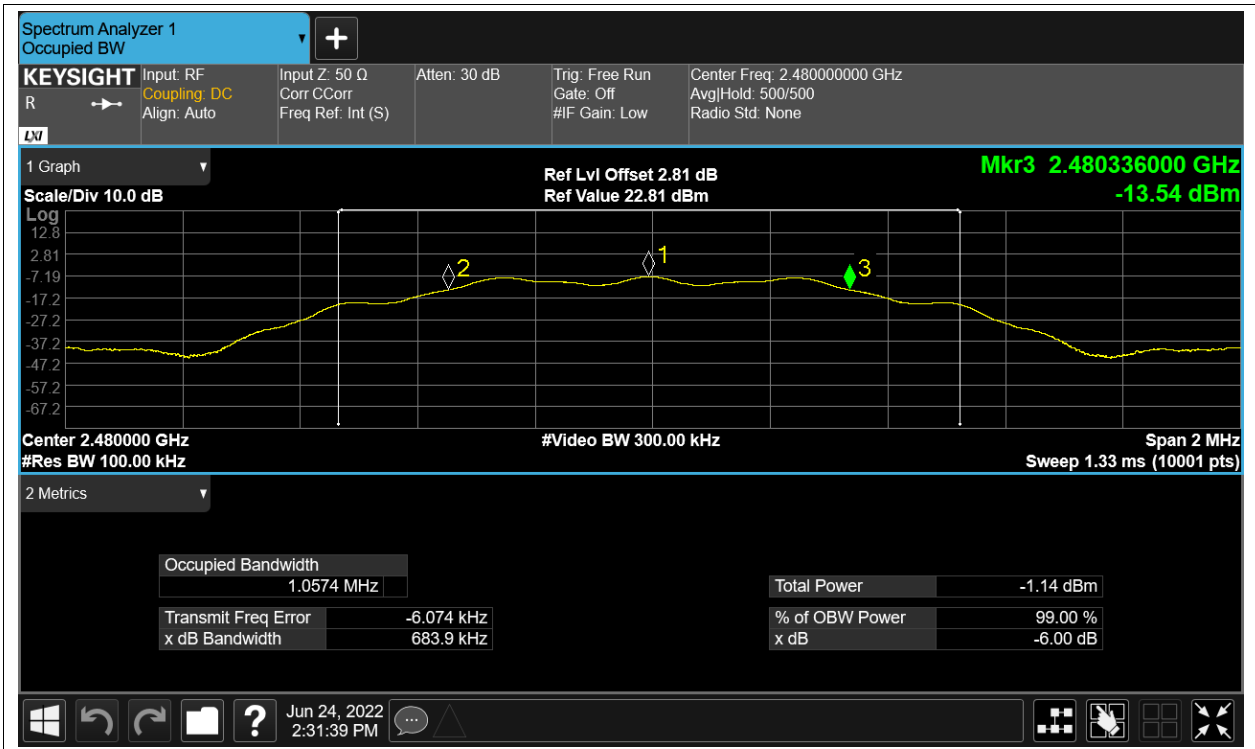 Spectrum Analyzer 1
Occupied BW
KEYSIGHT
R
LXI
Input: RF
Coupling: DC
Align: Auto
Input Z: 50 Ω
Corr CCorr
Freq Ref: Int (S)
Atten: 30 dB
Trig: Free Run
Gate: Off
#IF Gain: Low
Center Freq: 2.480000000 GHz
Avg|Hold: 500/500
Radio Std: None
1 Graph
Scale/Div 10.0 dB
Ref Lvl Offset 2.81 dB
Ref Value 22.81 dBm
Mkr3 2.480336000 GHz
-13.54 dBm
Log
12.8
2.81
-7.19
-17.2
-27.2
-37.2
-47.2
-57.2
-67.2
2
1
3
Center 2.480000 GHz
#Res BW 100.00 kHz
#Video BW 300.00 kHz
Span 2 MHz
Sweep 1.33 ms (10001 pts)
2 Metrics
Occupied Bandwidth
1.0574 MHz
Transmit Freq Error -6.074 kHz
x dB Bandwidth 683.9 kHz
Total Power -1.14 dBm
% of OBW Power 99.00 %
x dB -6.00 dB
?
Jun 24, 2022
2:31:39 PM